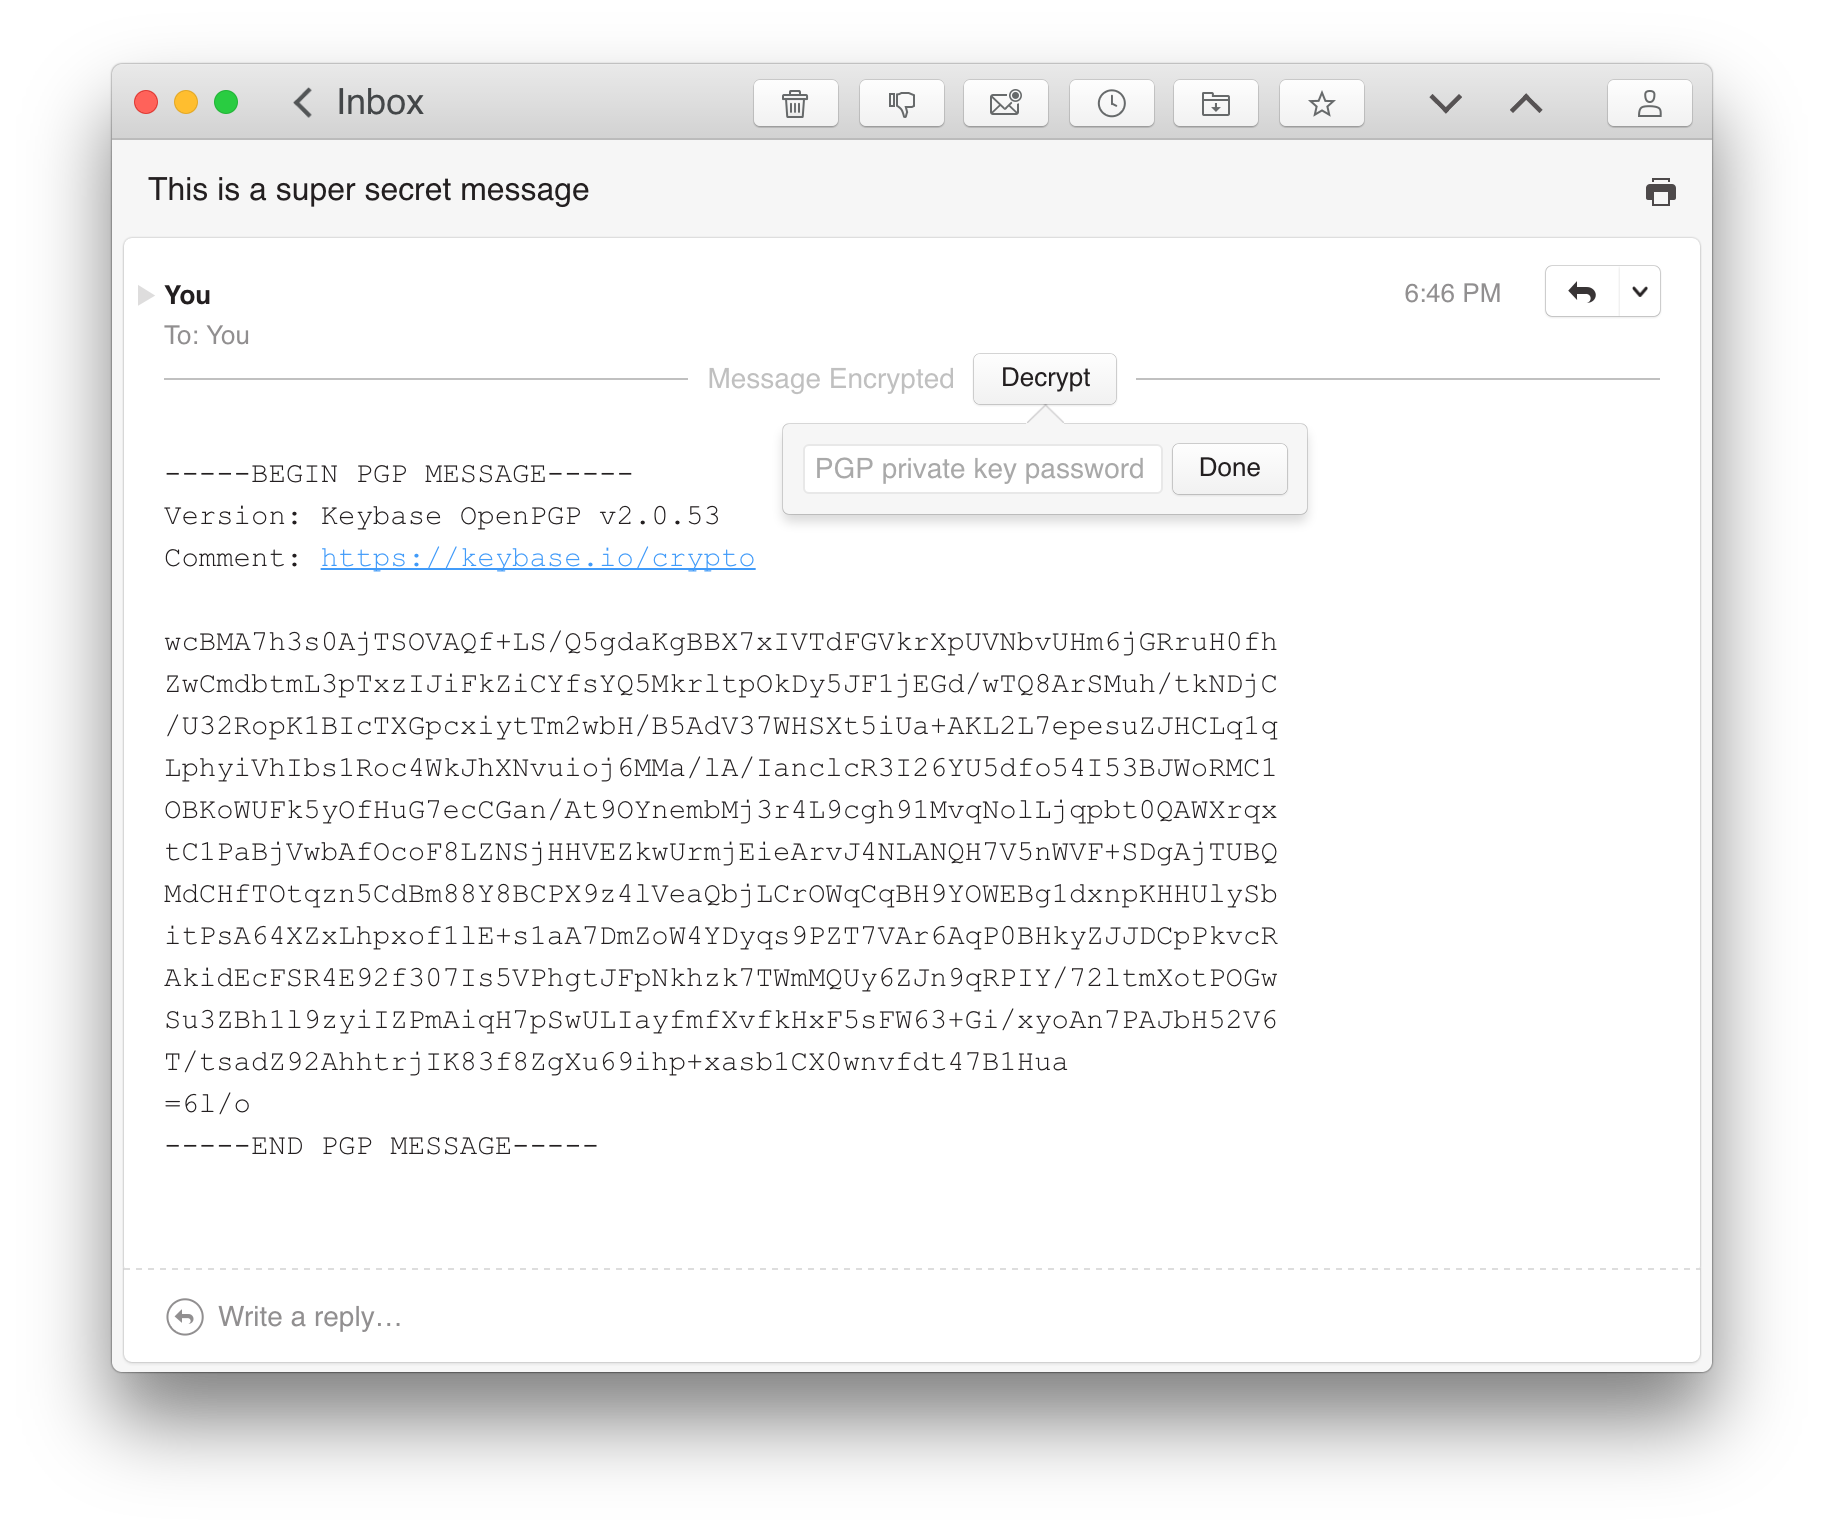 Inbox
This is a super secret message
You
6:46 PM
To: You
Message Encrypted
Decrypt
PGP private key password
Done
-----BEGIN PGP MESSAGE-----
Version: Keybase OpenPGP v2.0.53
Comment: https://keybase.io/crypto
wcBMA7h3s0AjTSOVAQf+LS/Q5gdaKgBBX7xIVTdFGVkrXpUVNbvUHm6jGRruH0fh
ZwCmdbtmL3pTxzIJiFkZiCYfsYQ5MkrltpOkDy5JF1jEGd/wTQ8ArSMuh/tkNDjC
/U32RopK1BIcTXGpcxiytTm2wbH/B5AdV37WHSXt5iUa+AKL2L7epesuZJHCLq1q
LphyiVhIbs1Roc4WkJhXNvuioj6MMa/lA/IanclcR3I26YU5dfo54I53BJWoRMC1
OBKoWUFk5yOfHuG7ecCGan/At9OYnembMj3r4L9cgh91MvqNolLjqpbt0QAWXrqx
tC1PaBjVwbAfOcoF8LZNSjHHVEZkwUrmjEieArvJ4NLANQH7V5nWVF+SDgAjTUBQ
MdCHfTOtqzn5CdBm88Y8BCPX9z4lVeaQbjLCrOWqCqBH9YOWEBg1dxnpKHHUlySb
itPsA64XZxLhpxof1lE+s1aA7DmZoW4YDyqs9PZT7VAr6AqP0BHkyZJJDCpPkvcR
AkidEcFSR4E92f307Is5VPhgtJFpNkhzk7TWmMQUy6ZJn9qRPIY/72ltmXotPOGw
Su3ZBh1l9zyiIZPmAiqH7pSwULIayfmfXvfkHxF5sFW63+Gi/xyoAn7PAJbH52V6
T/tsadZ92AhhtrjIK83f8ZgXu69ihp+xasb1CX0wnvfdt47B1Hua
=6l/o
-----END PGP MESSAGE-----
Write a reply…